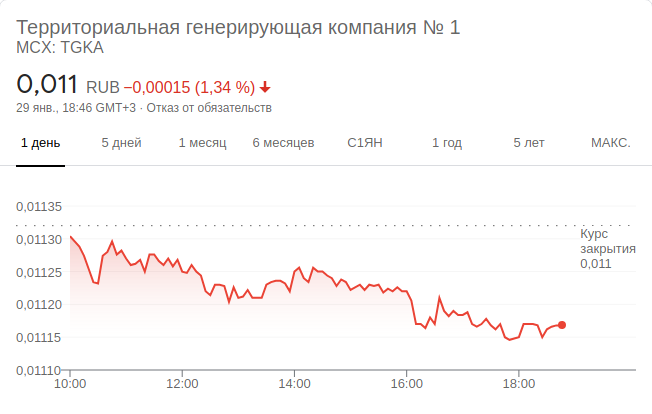 Территориальная генерирующая компания № 1
MCX: TGKA
0,011 RUB −0,00015 (1,34 %)
29 янв., 18:46 GMT+3 · Отказ от обязательств
1 день 5 дней 1 месяц 6 месяцев С1ЯН 1 год 5 лет МАКС.
0,01135
0,01130
0,01125
0,01120
0,01115
0,01110
Курс
закрытия
0,011
10:00 12:00 14:00 16:00 18:00